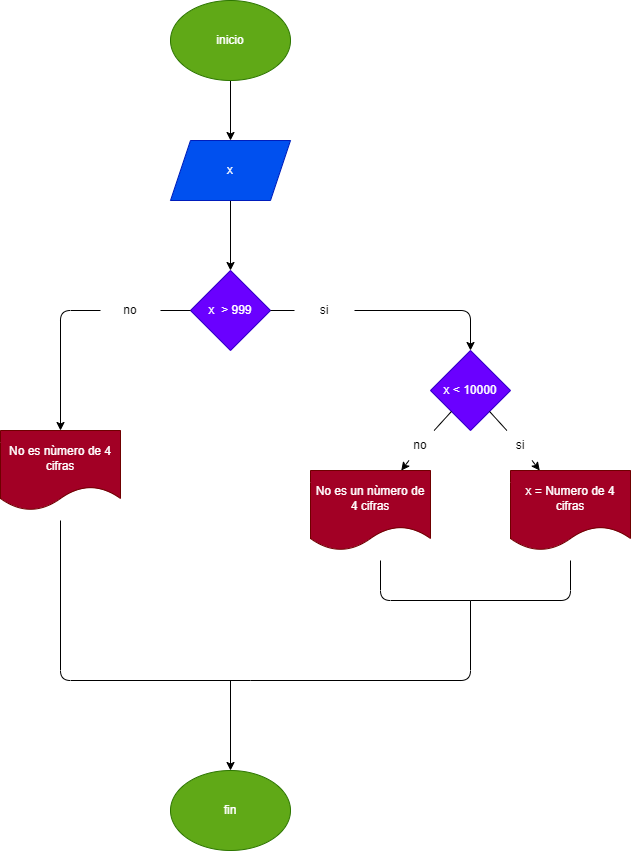 inicio
x
x > 999
no
si
x < 10000
no
si
No es nùmero de 4
cifras
No es un nùmero de
4 cifras
x = Numero de 4
cifras
fin